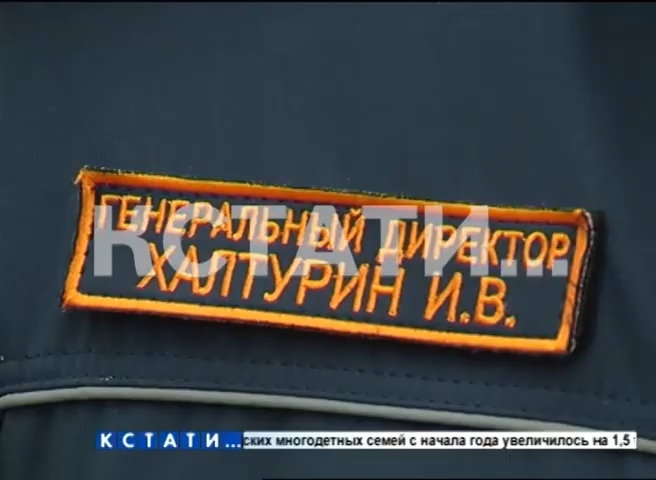 ГЕНЕРАЛЬНЫЙ ДИРЕКТОР
ХАЛТУРИН И.В.
КСТАТИ...
КСТАТИ... ских многодетных семей с начала года увеличилось на 1,5